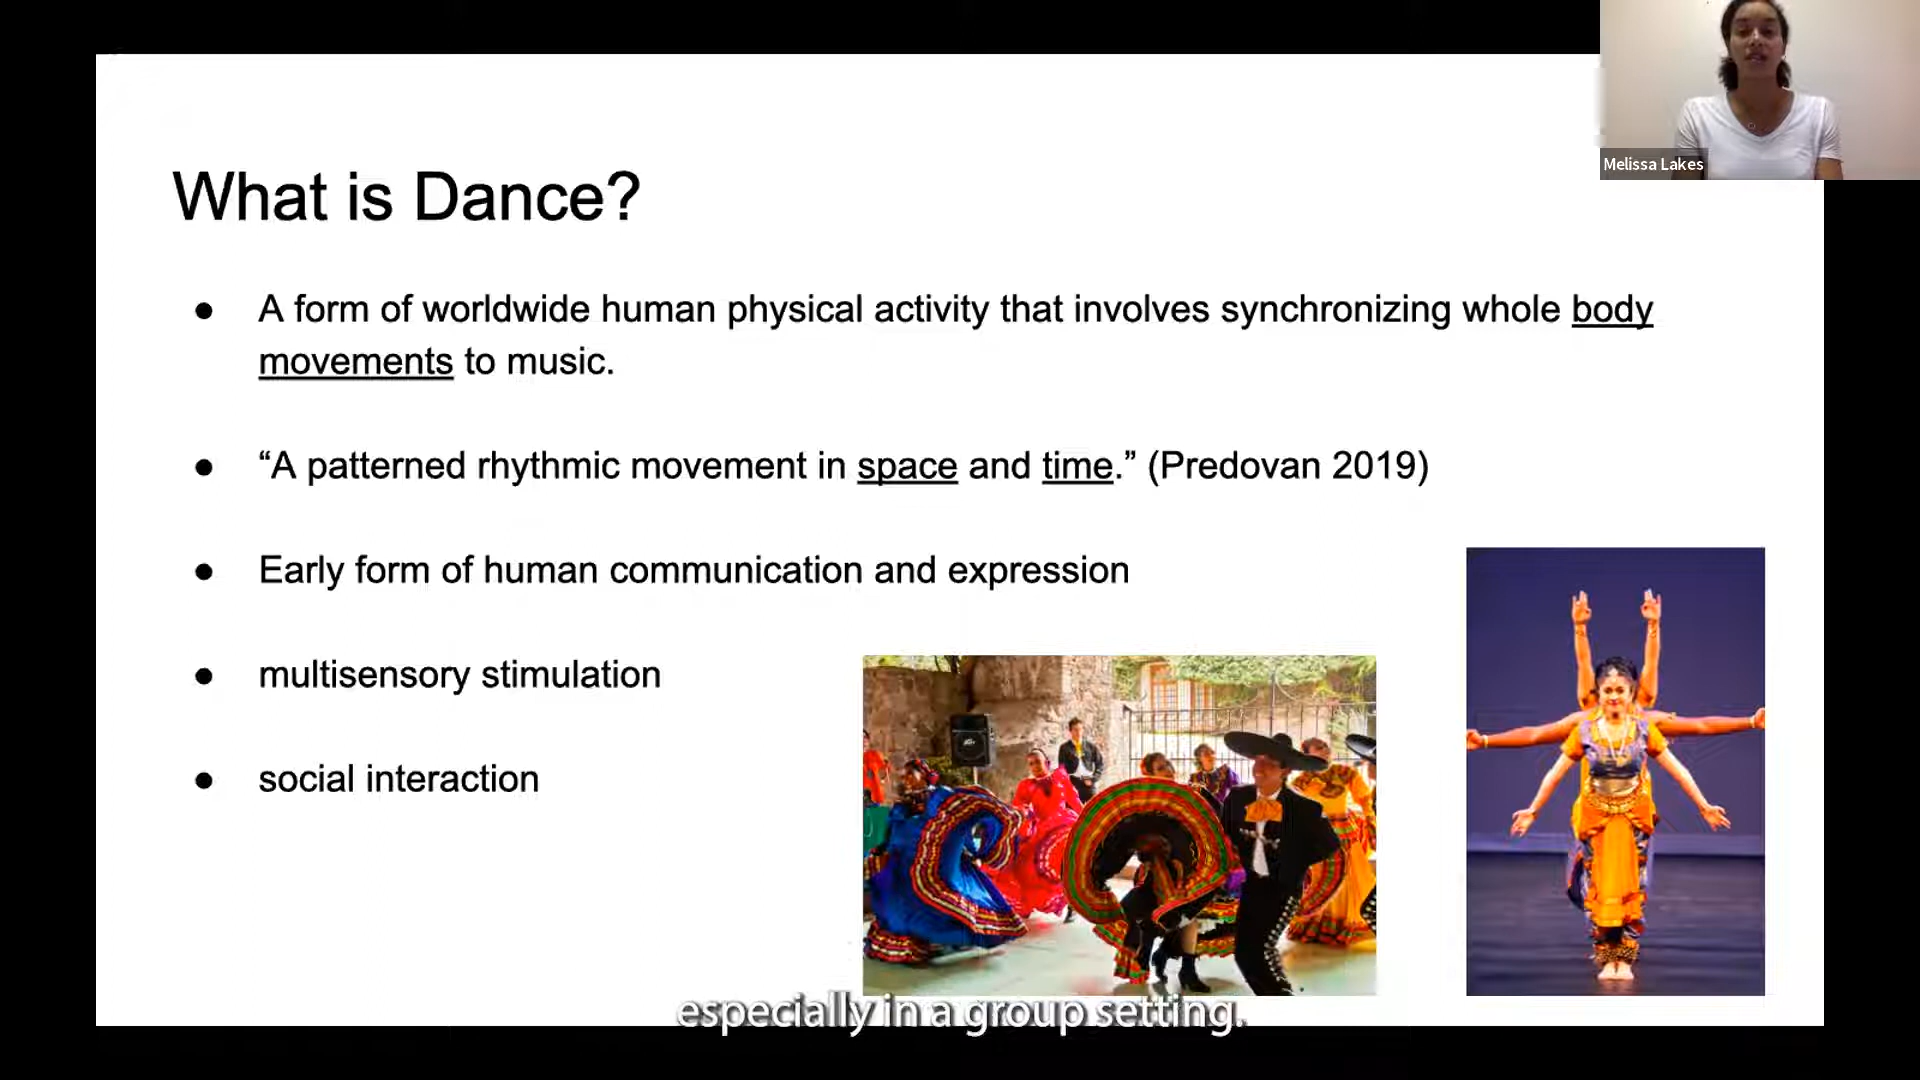 Melissa Lakes
What is Dance?
● A form of worldwide human physical activity that involves synchronizing whole body
movements to music.
● “A patterned rhythmic movement in space and time.” (Predovan 2019)
● Early form of human communication and expression
● multisensory stimulation
● social interaction
especially in a group setting.